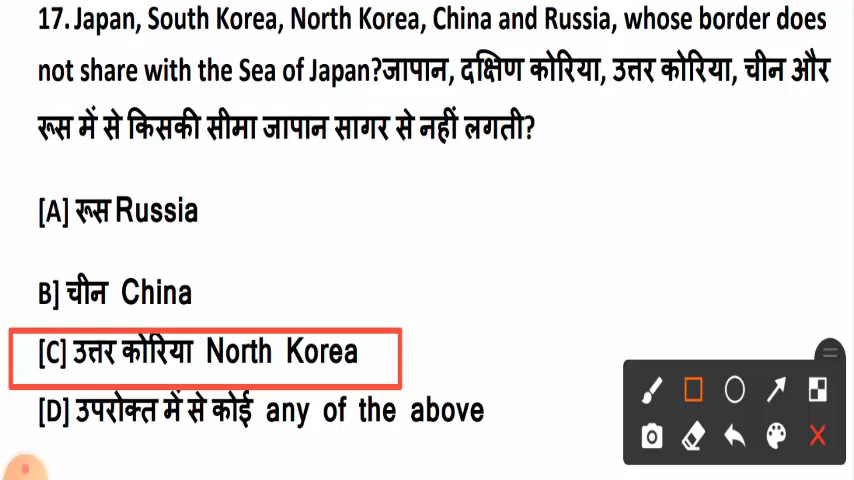 17. Japan, South Korea, North Korea, China and Russia, whose border does
not share with the Sea of Japan?जापान, दक्षिण कोरिया, उत्तर कोरिया, चीन और
रूस में से किसकी सीमा जापान सागर से नहीं लगती?
[A] रूस Russia
B] चीन China
[C] उत्तर कोरिया North Korea
[D] उपरोक्त में से कोई any of the above